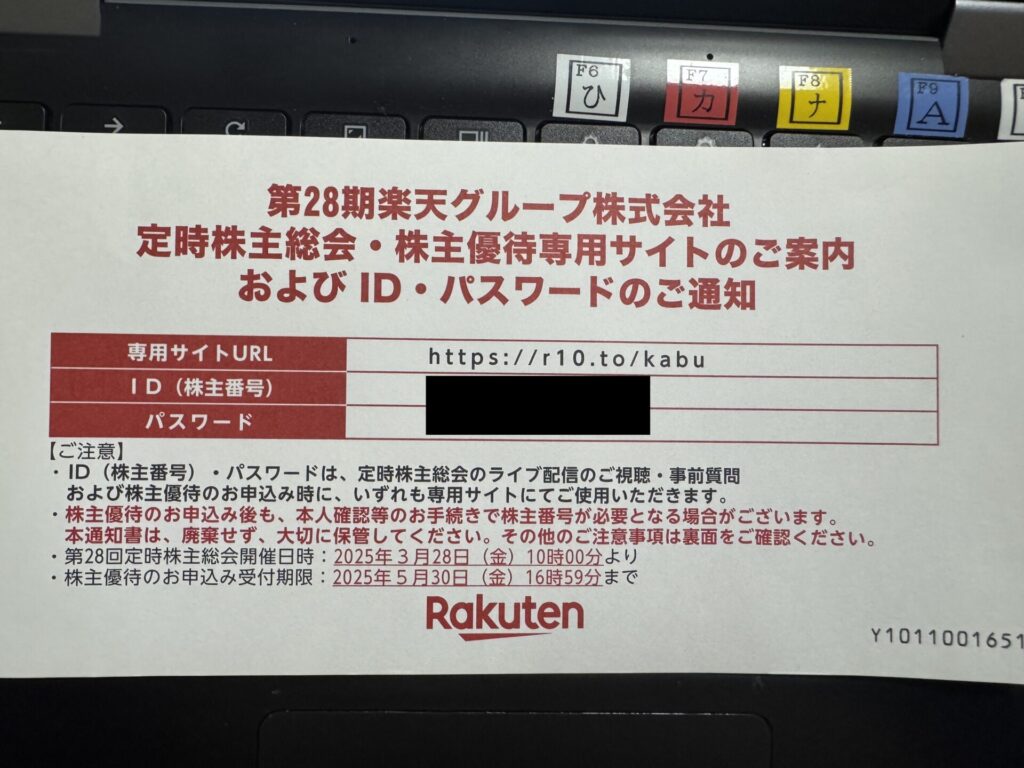 F6
ひ
F7
カ
F8
ナ
F9
A
第28期楽天グループ株式会社
定時株主総会・株主優待専用サイトのご案内
および ID・パスワードのご通知
専用サイトURL https://r10.to/kabu
ID（株主番号）
パスワード
【ご注意】
・ID（株主番号）・パスワードは、定時株主総会のライブ配信のご視聴・事前質問
および株主優待のお申込み時に、いずれも専用サイトにてご使用いただきます。
・株主優待のお申込み後も、本人確認等のお手続きで株主番号が必要となる場合がございます。
本通知書は、廃棄せず、大切に保管してください。その他のご注意事項は裏面をご確認ください。
・第28回定時株主総会開催日時：2025年３月28日（金）10時00分より
・株主優待のお申込み受付期限：2025年５月30日（金）16時59分まで
Rakuten
Y1011001651